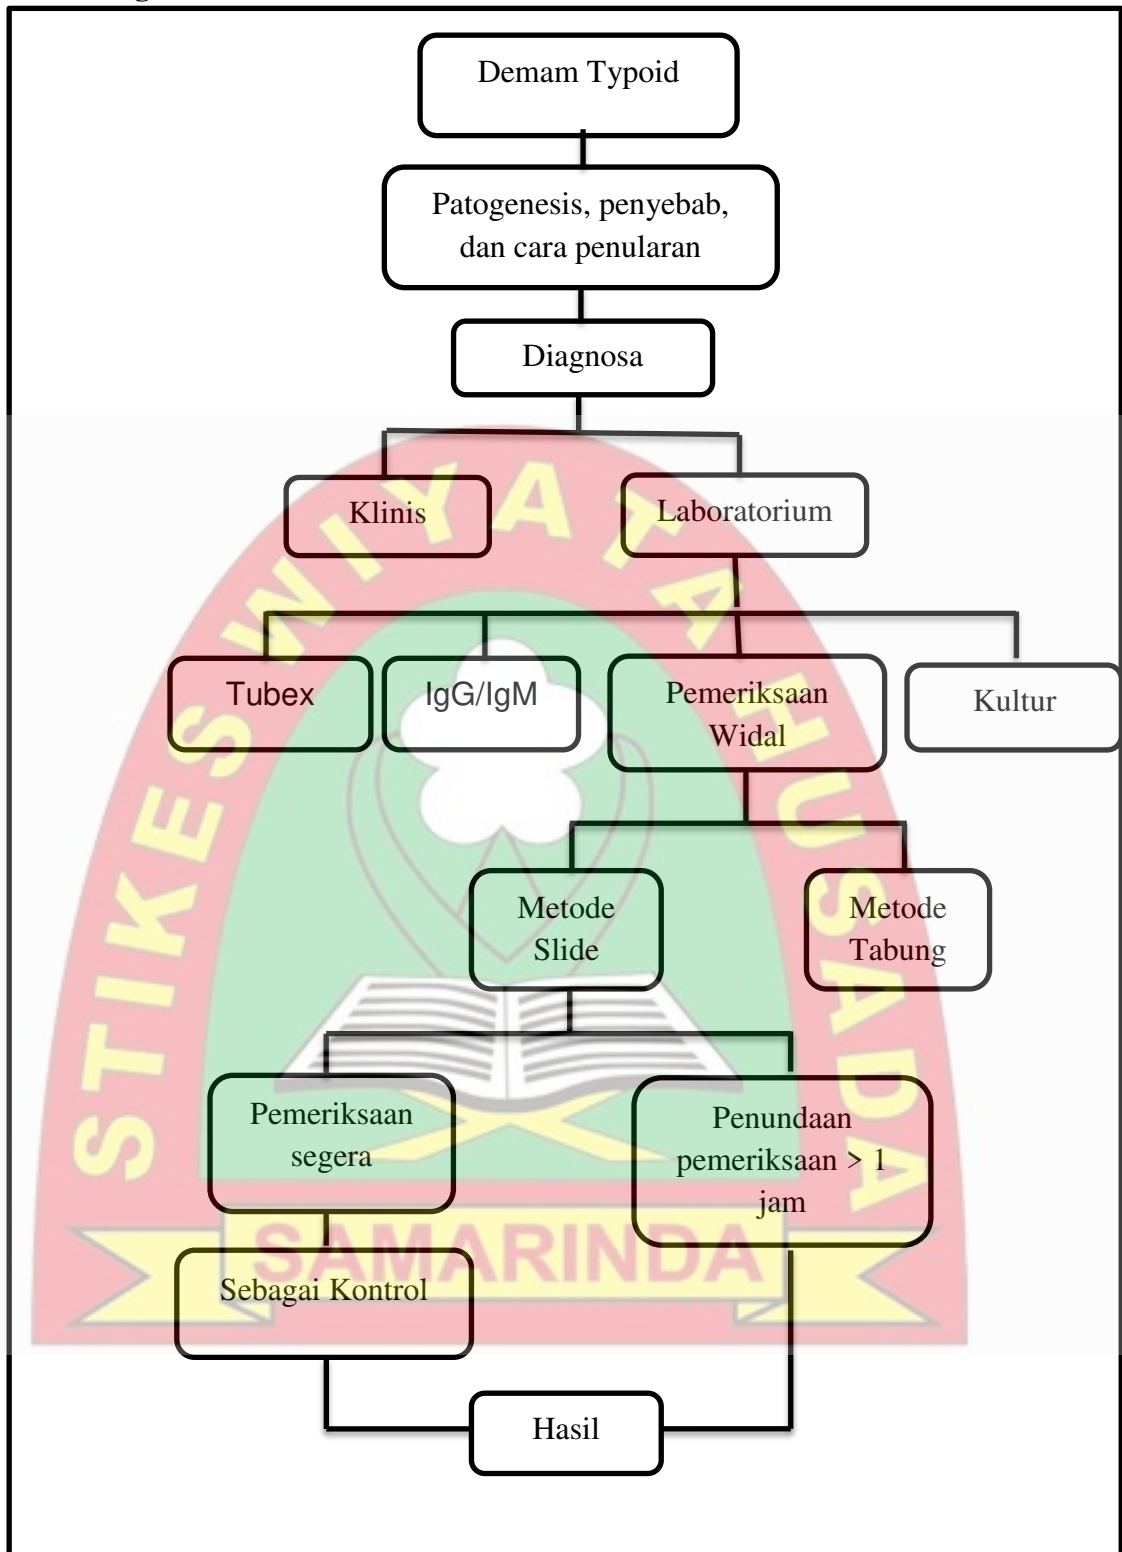 Demam Typoid
Patogenesis, penyebab,
dan cara penularan
Diagnosa
Klinis
Laboratorium
Tubex
IgG/IgM
Pemeriksaan
Widal
Kultur
Metode
Slide
Metode
Tabung
Pemeriksaan
segera
Penundaan
pemeriksaan > 1
jam
Sebagai Kontrol
Hasil
STIKES WIYATA HUSADA
SAMARINDA